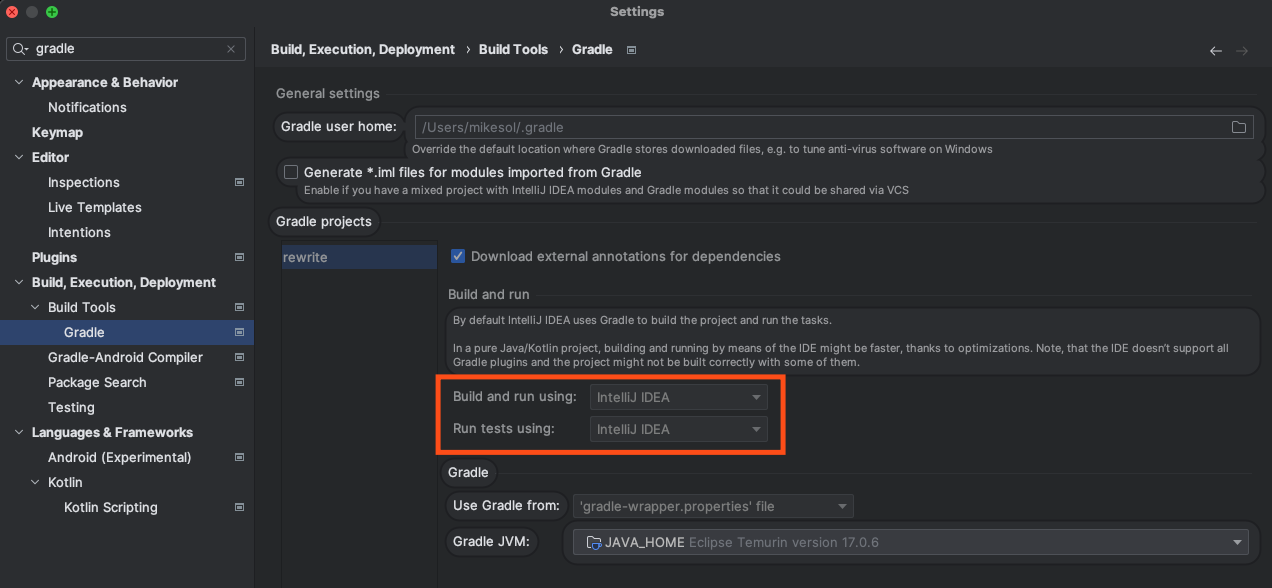 Settings
gradle
Appearance & Behavior
Notifications
Keymap
Editor
Inspections
Live Templates
Intentions
Plugins
Build, Execution, Deployment
Build Tools
Gradle
Gradle-Android Compiler
Package Search
Testing
Languages & Frameworks
Android (Experimental)
Kotlin
Kotlin Scripting
Build, Execution, Deployment › Build Tools › Gradle
General settings
Gradle user home: /Users/mikesol/.gradle
Override the default location where Gradle stores downloaded files, e.g. to tune anti-virus software on Windows
Generate *.iml files for modules imported from Gradle
Enable if you have a mixed project with IntelliJ IDEA modules and Gradle modules so that it could be shared via VCS
Gradle projects
rewrite
Download external annotations for dependencies
Build and run
By default IntelliJ IDEA uses Gradle to build the project and run the tasks.
In a pure Java/Kotlin project, building and running by means of the IDE might be faster, thanks to optimizations. Note, that the IDE doesn't support all
Gradle plugins and the project might not be built correctly with some of them.
Build and run using: IntelliJ IDEA
Run tests using: IntelliJ IDEA
Gradle
Use Gradle from: 'gradle-wrapper.properties' file
Gradle JVM: JAVA_HOME Eclipse Temurin version 17.0.6